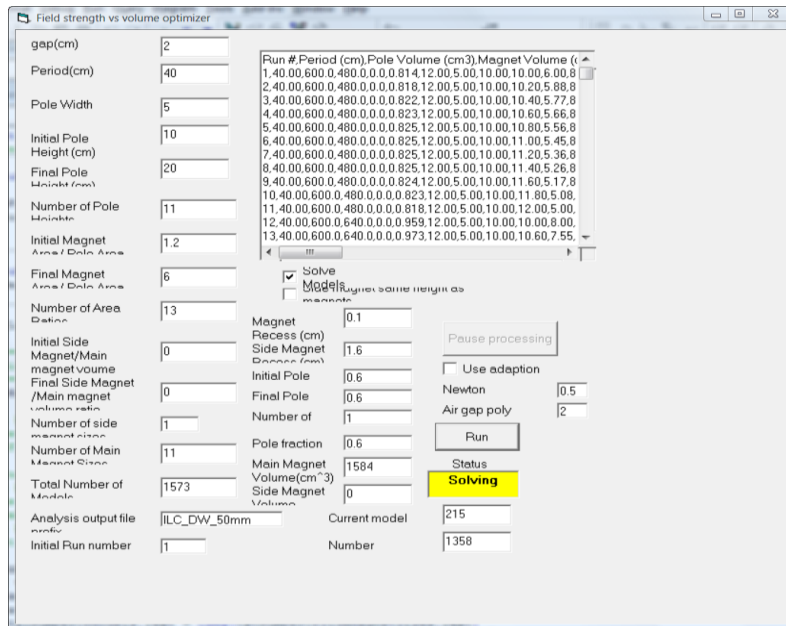 Field strength vs volume optimizer
gap(cm) 2
Period(cm) 40
Pole Width 5
Initial Pole
Height (cm) 10
Final Pole
Height (cm) 20
Number of Pole
Heights 11
Initial Magnet
Area / Pole Area 1.2
Final Magnet
Area / Pole Area 6
Number of Area
Ratios 13
Initial Side
Magnet/Main
magnet voume 0
Final Side Magnet
/Main magnet
volume ratio 0
Number of side
magnet sizes 1
Number of Main
Magnet Sizes 11
Total Number of
Models 1573
Analysis output file
prefix ILC_DW_50mm
Initial Run number 1
Run #,Period (cm),Pole Volume (cm3),Magnet Volume (c
1,40.00,600.0,480.0,0.0,0.814,12.00,5.00,10.00,10.00,6.00,8
2,40.00,600.0,480.0,0.0,0.818,12.00,5.00,10.00,10.20,5.88,8
3,40.00,600.0,480.0,0.0,0.822,12.00,5.00,10.00,10.40,5.77,8
4,40.00,600.0,480.0,0.0,0.823,12.00,5.00,10.00,10.60,5.66,8
5,40.00,600.0,480.0,0.0,0.825,12.00,5.00,10.00,10.80,5.56,8
6,40.00,600.0,480.0,0.0,0.825,12.00,5.00,10.00,11.00,5.45,8
7,40.00,600.0,480.0,0.0,0.825,12.00,5.00,10.00,11.20,5.36,8
8,40.00,600.0,480.0,0.0,0.825,12.00,5.00,10.00,11.40,5.26,8
9,40.00,600.0,480.0,0.0,0.824,12.00,5.00,10.00,11.60,5.17,8
10,40.00,600.0,480.0,0.0,0.823,12.00,5.00,10.00,11.80,5.08,
11,40.00,600.0,480.0,0.0,0.818,12.00,5.00,10.00,12.00,5.00,
12,40.00,600.0,640.0,0.0,0.959,12.00,5.00,10.00,10.00,8.00,
13,40.00,600.0,640.0,0.0,0.973,12.00,5.00,10.00,10.60,7.55,
Solve
Models
magnet same height as
magnets
Magnet
Recess (cm) 0.1
Side Magnet
Recess (cm) 1.6
Initial Pole 0.6
Final Pole 0.6
Number of 1
Pole fraction 0.6
Main Magnet
Volume(cm^3) 1584
Side Magnet
Volume 0
Pause processing
Use adaption
Newton 0.5
Air gap poly 2
Run
Status
Solving
Current model 215
Number 1358